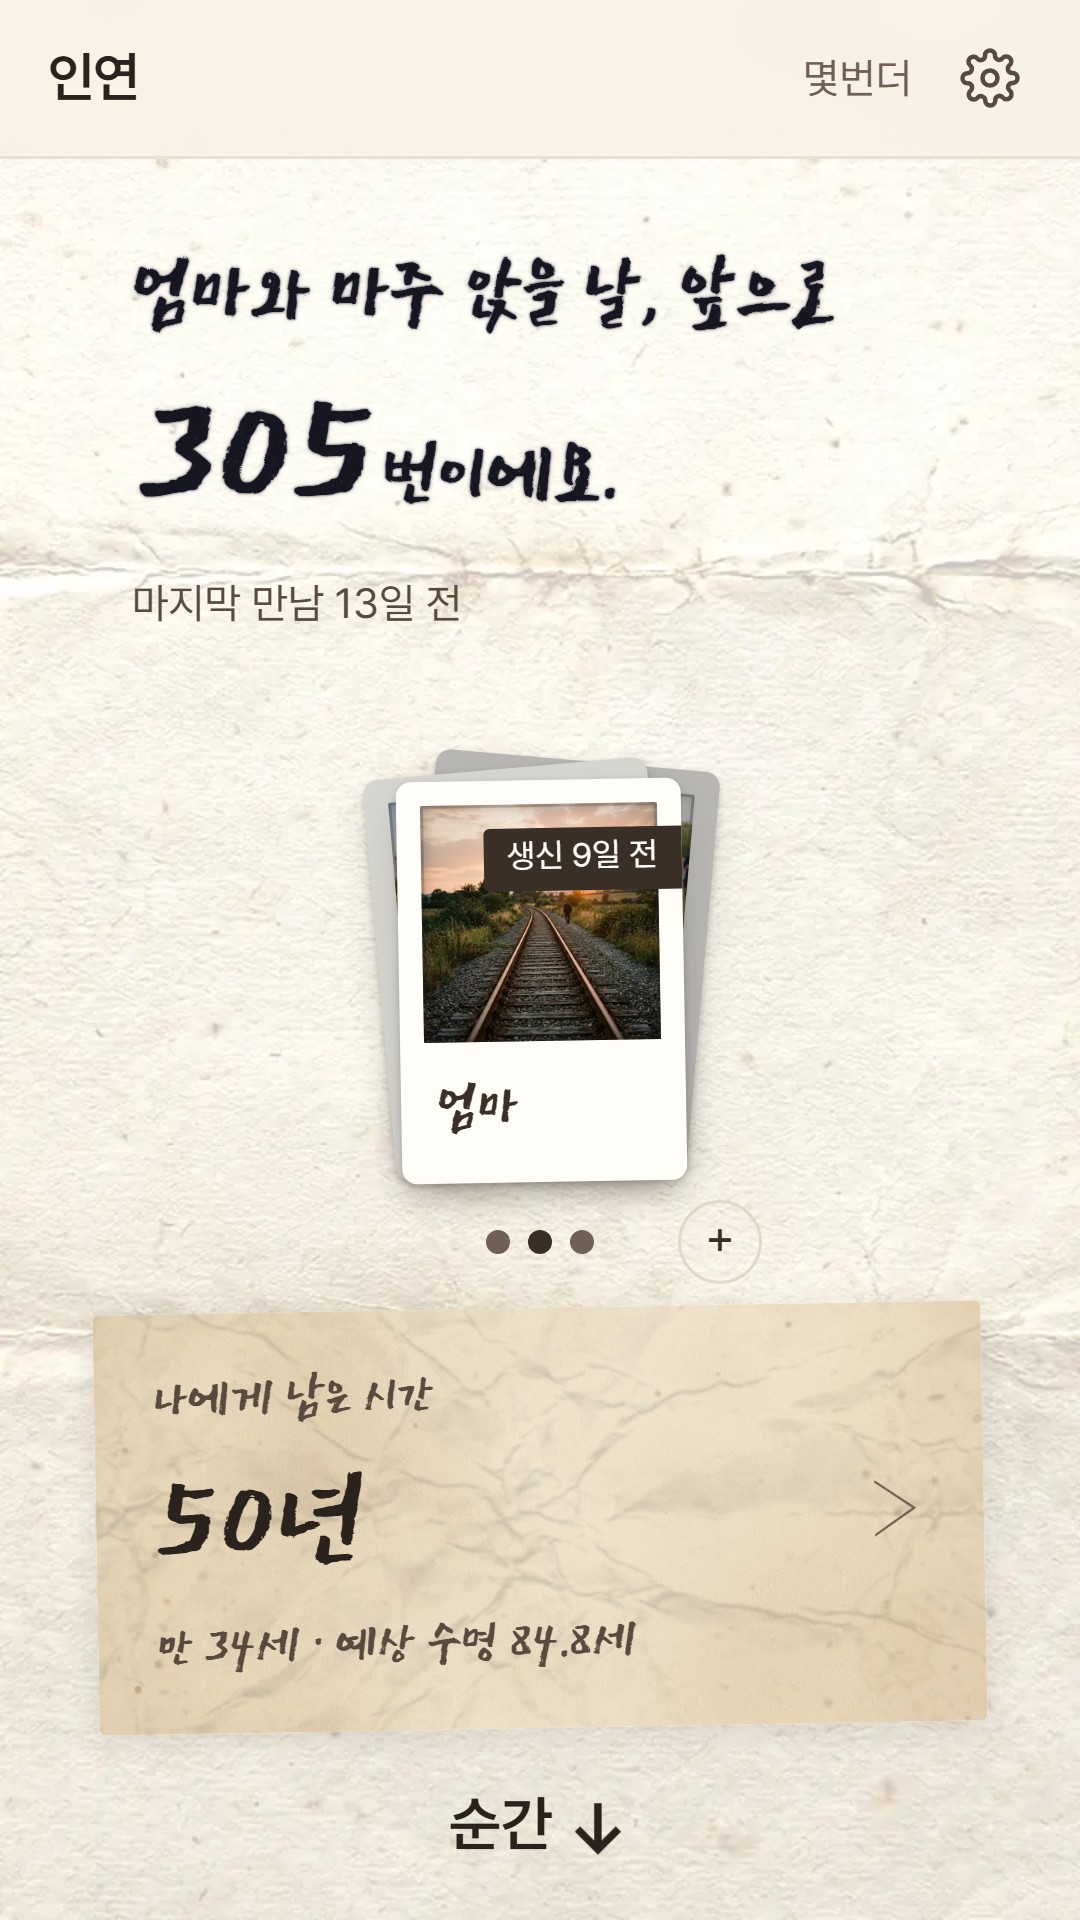 인연
몇번더
엄마와 마주 앉을 날, 앞으로
305번이에요.
마지막 만남 13일 전
생신 9일 전
엄마
+
나에게 남은 시간
50년
만 34세 · 예상 수명 84.8세
순간 ↓